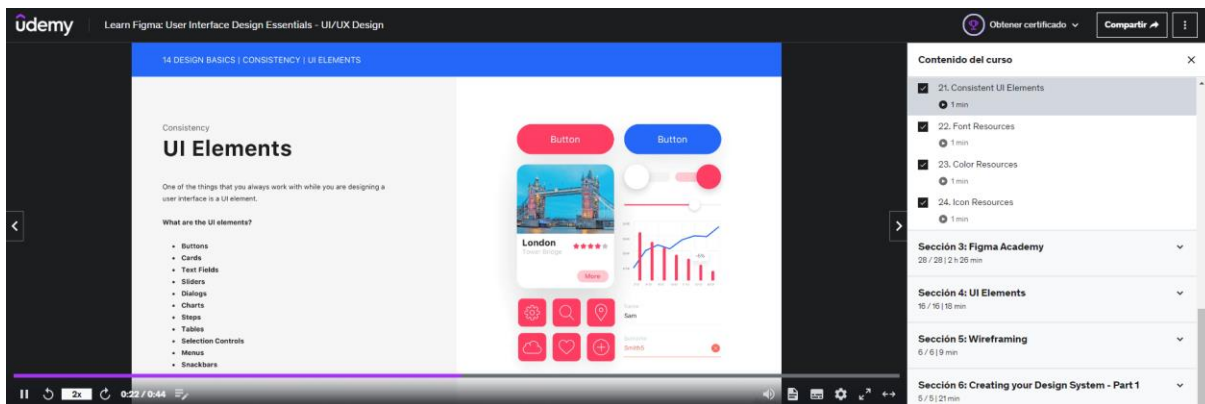 ûdemy
Learn Figma: User Interface Design Essentials - UI/UX Design
Obtener certificado
Compartir
14 DESIGN BASICS | CONSISTENCY | UI ELEMENTS
Consistency
UI Elements
One of the things that you always work with while you are designing a
user interface is a UI element.
What are the UI elements?
• Buttons
• Cards
• Text Fields
• Sliders
• Dialogs
• Charts
• Steps
• Tables
• Selection Controls
• Menus
• Snackbars
Button
Button
London
Tower Bridge
More
Name
Sam
2x
0:22 / 0:44
Contenido del curso
21. Consistent UI Elements
1 min
22. Font Resources
1 min
23. Color Resources
1 min
24. Icon Resources
1 min
Sección 3: Figma Academy
28 / 28 | 2 h 26 min
Sección 4: UI Elements
16 / 16 | 18 min
Sección 5: Wireframing
6 / 6 | 9 min
Sección 6: Creating your Design System - Part 1
5 / 5 | 21 min